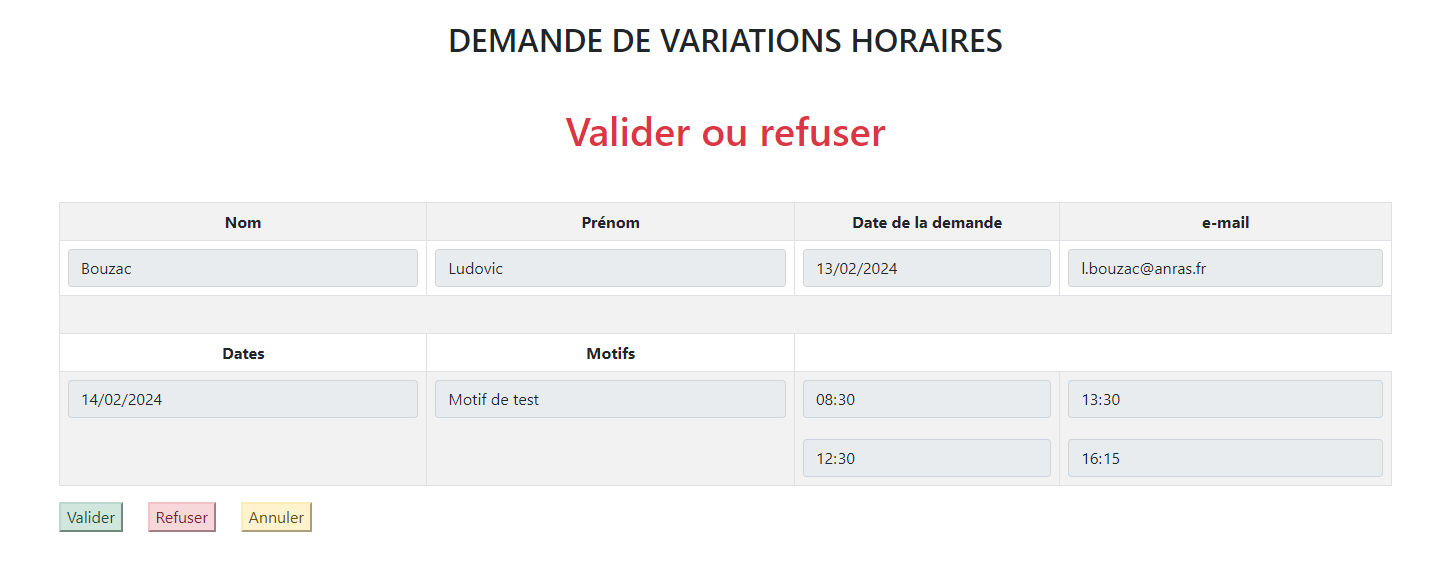 DEMANDE DE VARIATIONS HORAIRES
Valider ou refuser
Nom Prénom Date de la demande e-mail
Bouzac Ludovic 13/02/2024 l.bouzac@anras.fr
Dates Motifs
14/02/2024 Motif de test 08:30 13:30
12:30 16:15
Valider Refuser Annuler